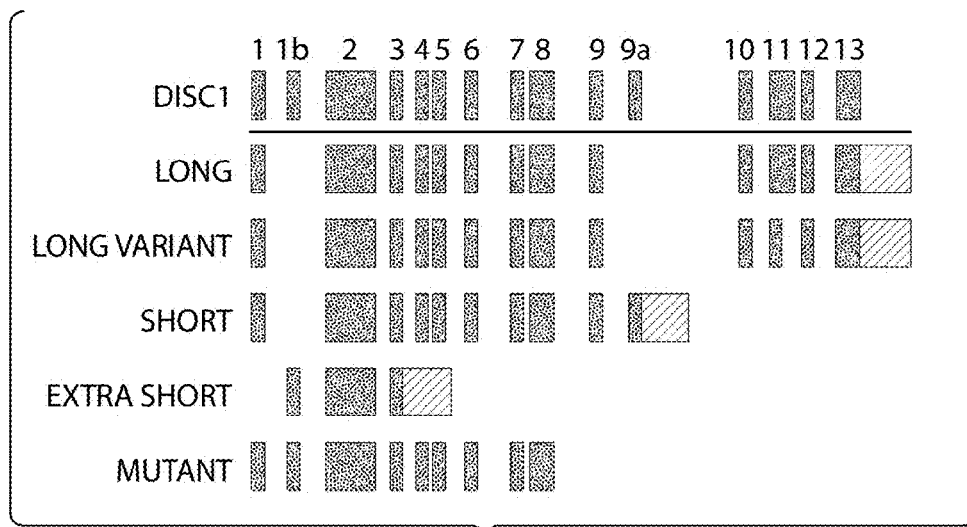 1 1b 2 3 4 5 6 7 8 9 9a 10 11 12 13
DISC1
LONG
LONG VARIANT
SHORT
EXTRA SHORT
MUTANT